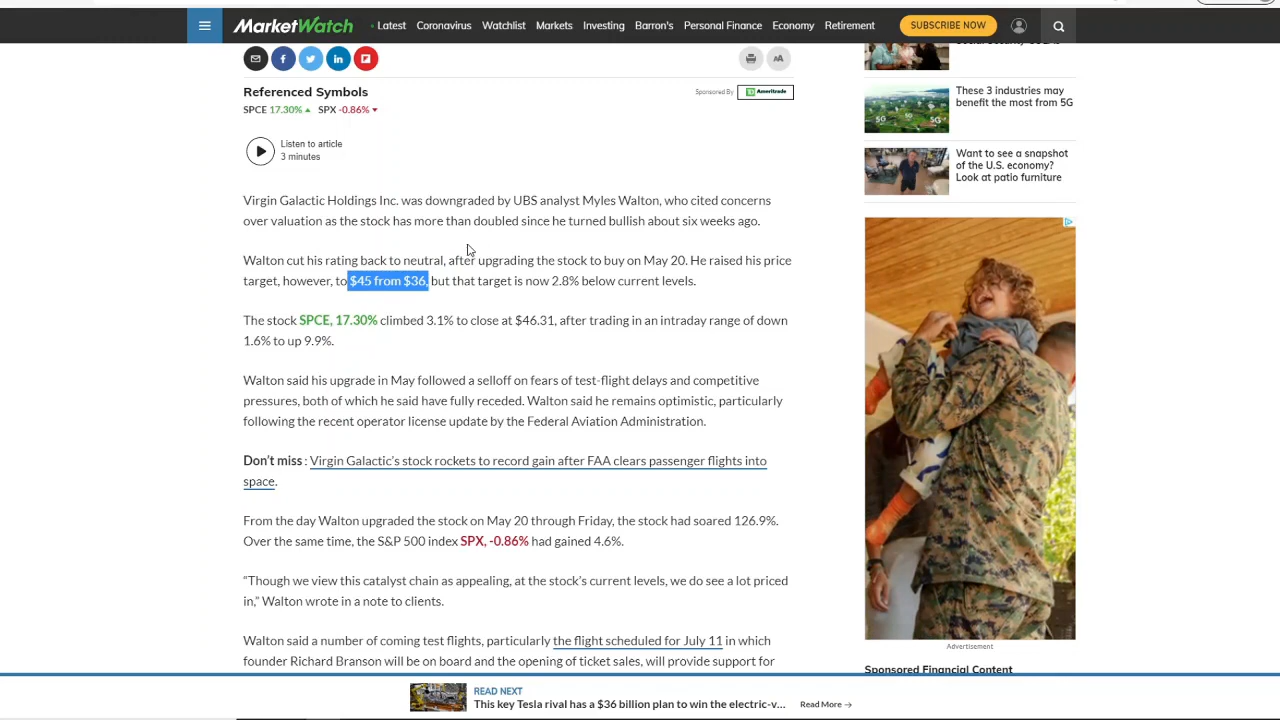 MarketWatch
Latest Coronavirus Watchlist Markets Investing Barron's Personal Finance Economy Retirement SUBSCRIBE NOW
AA
Referenced Symbols
Sponsored By Ameritrade
SPCE 17.30% SPX -0.86%
Listen to article
3 minutes
Virgin Galactic Holdings Inc. was downgraded by UBS analyst Myles Walton, who cited concerns
over valuation as the stock has more than doubled since he turned bullish about six weeks ago.
Walton cut his rating back to neutral, after upgrading the stock to buy on May 20. He raised his price
target, however, to $45 from $36, but that target is now 2.8% below current levels.
The stock SPCE, 17.30% climbed 3.1% to close at $46.31, after trading in an intraday range of down
1.6% to up 9.9%.
Walton said his upgrade in May followed a selloff on fears of test-flight delays and competitive
pressures, both of which he said have fully receded. Walton said he remains optimistic, particularly
following the recent operator license update by the Federal Aviation Administration.
Don't miss : Virgin Galactic's stock rockets to record gain after FAA clears passenger flights into
space.
From the day Walton upgraded the stock on May 20 through Friday, the stock had soared 126.9%.
Over the same time, the S&P 500 index SPX, -0.86% had gained 4.6%.
“Though we view this catalyst chain as appealing, at the stock's current levels, we do see a lot priced
in,” Walton wrote in a note to clients.
Walton said a number of coming test flights, particularly the flight scheduled for July 11 in which
founder Richard Branson will be on board and the opening of ticket sales, will provide support for
These 3 industries may
benefit the most from 5G
5G 5G 5G
Want to see a snapshot
of the U.S. economy?
Look at patio furniture
Advertisement
Sponsored Financial Content
READ NEXT
This key Tesla rival has a $36 billion plan to win the electric-v... Read More →